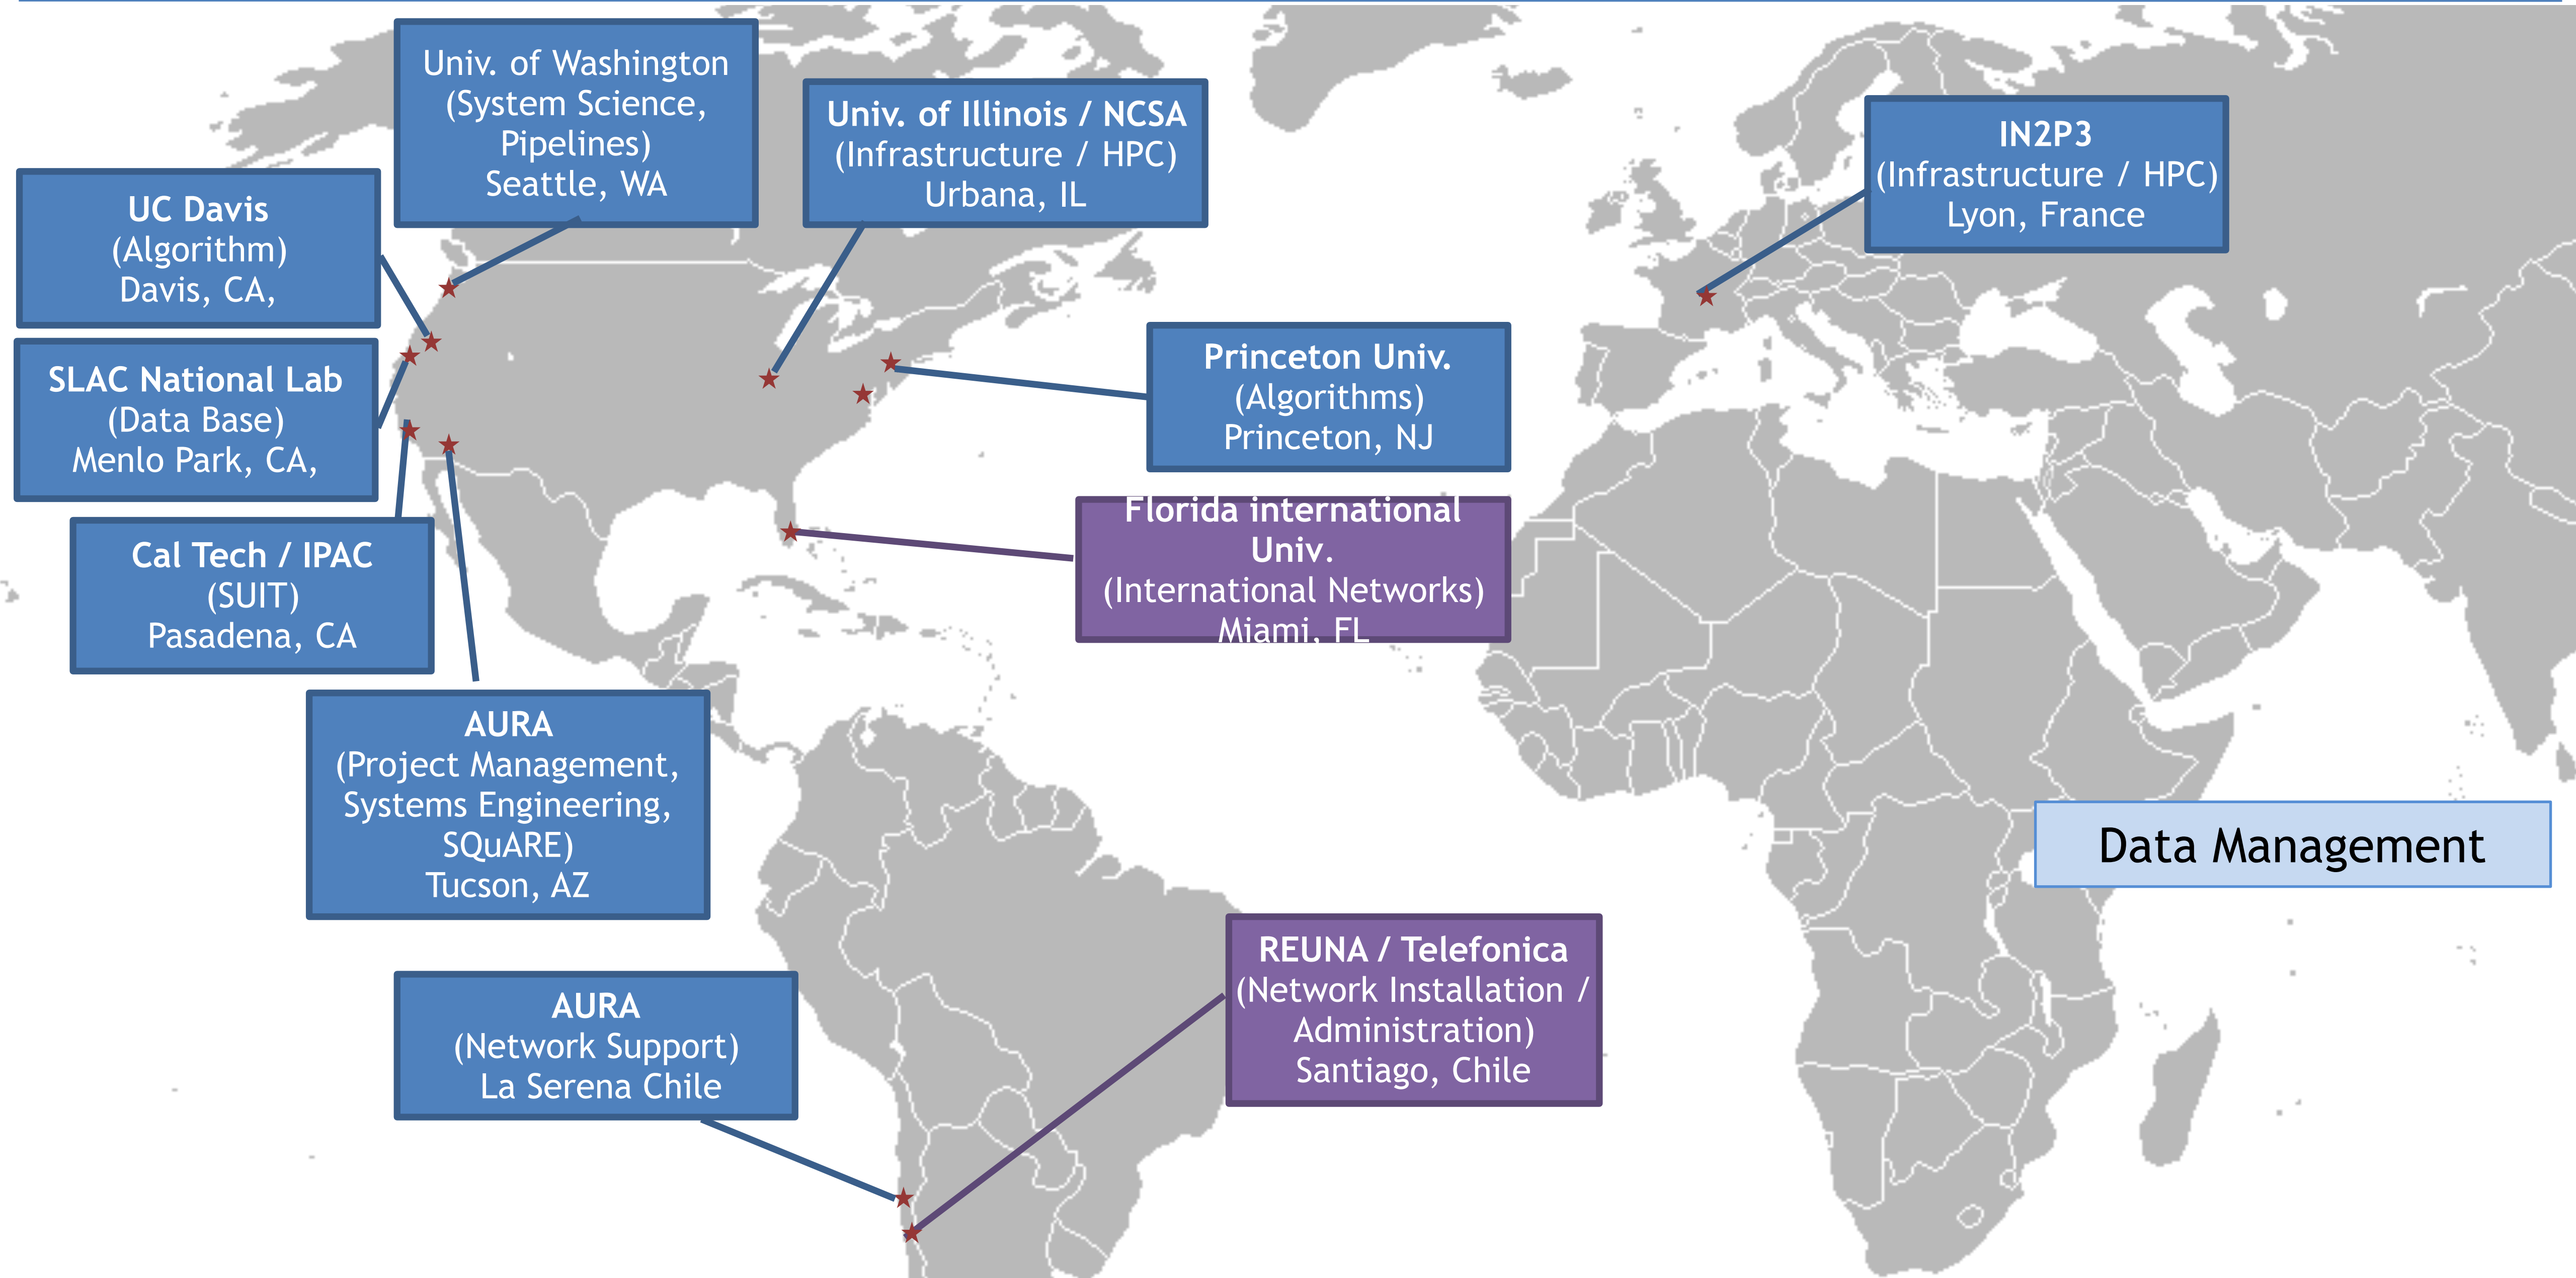 Univ. of Washington
(System Science,
Pipelines)
Seattle, WA
Univ. of Illinois / NCSA
(Infrastructure / HPC)
Urbana, IL
IN2P3
(Infrastructure / HPC)
Lyon, France
UC Davis
(Algorithm)
Davis, CA,
SLAC National Lab
(Data Base)
Menlo Park, CA,
Princeton Univ.
(Algorithms)
Princeton, NJ
Florida international
Univ.
(International Networks)
Miami, FL
Cal Tech / IPAC
(SUIT)
Pasadena, CA
AURA
(Project Management,
Systems Engineering,
SQuARE)
Tucson, AZ
Data Management
REUNA / Telefonica
(Network Installation /
Administration)
Santiago, Chile
AURA
(Network Support)
La Serena Chile